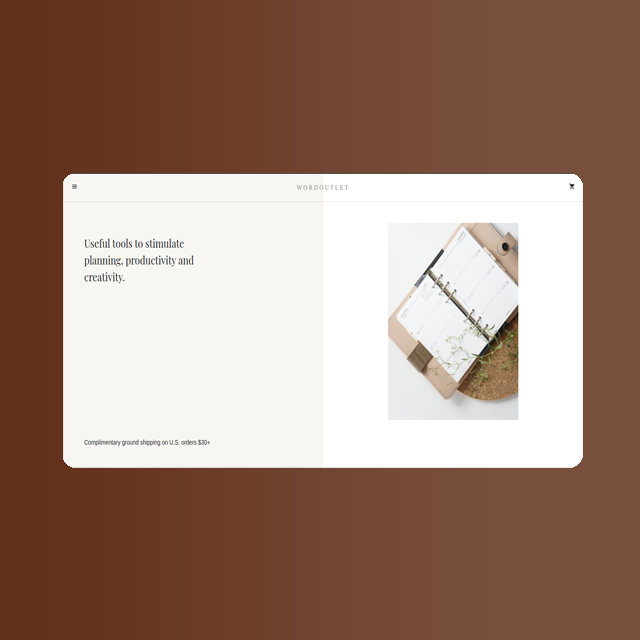 WORDOUTLET
Useful tools to stimulate
planning, productivity and
creativity.
Complimentary ground shipping on U.S. orders $30+